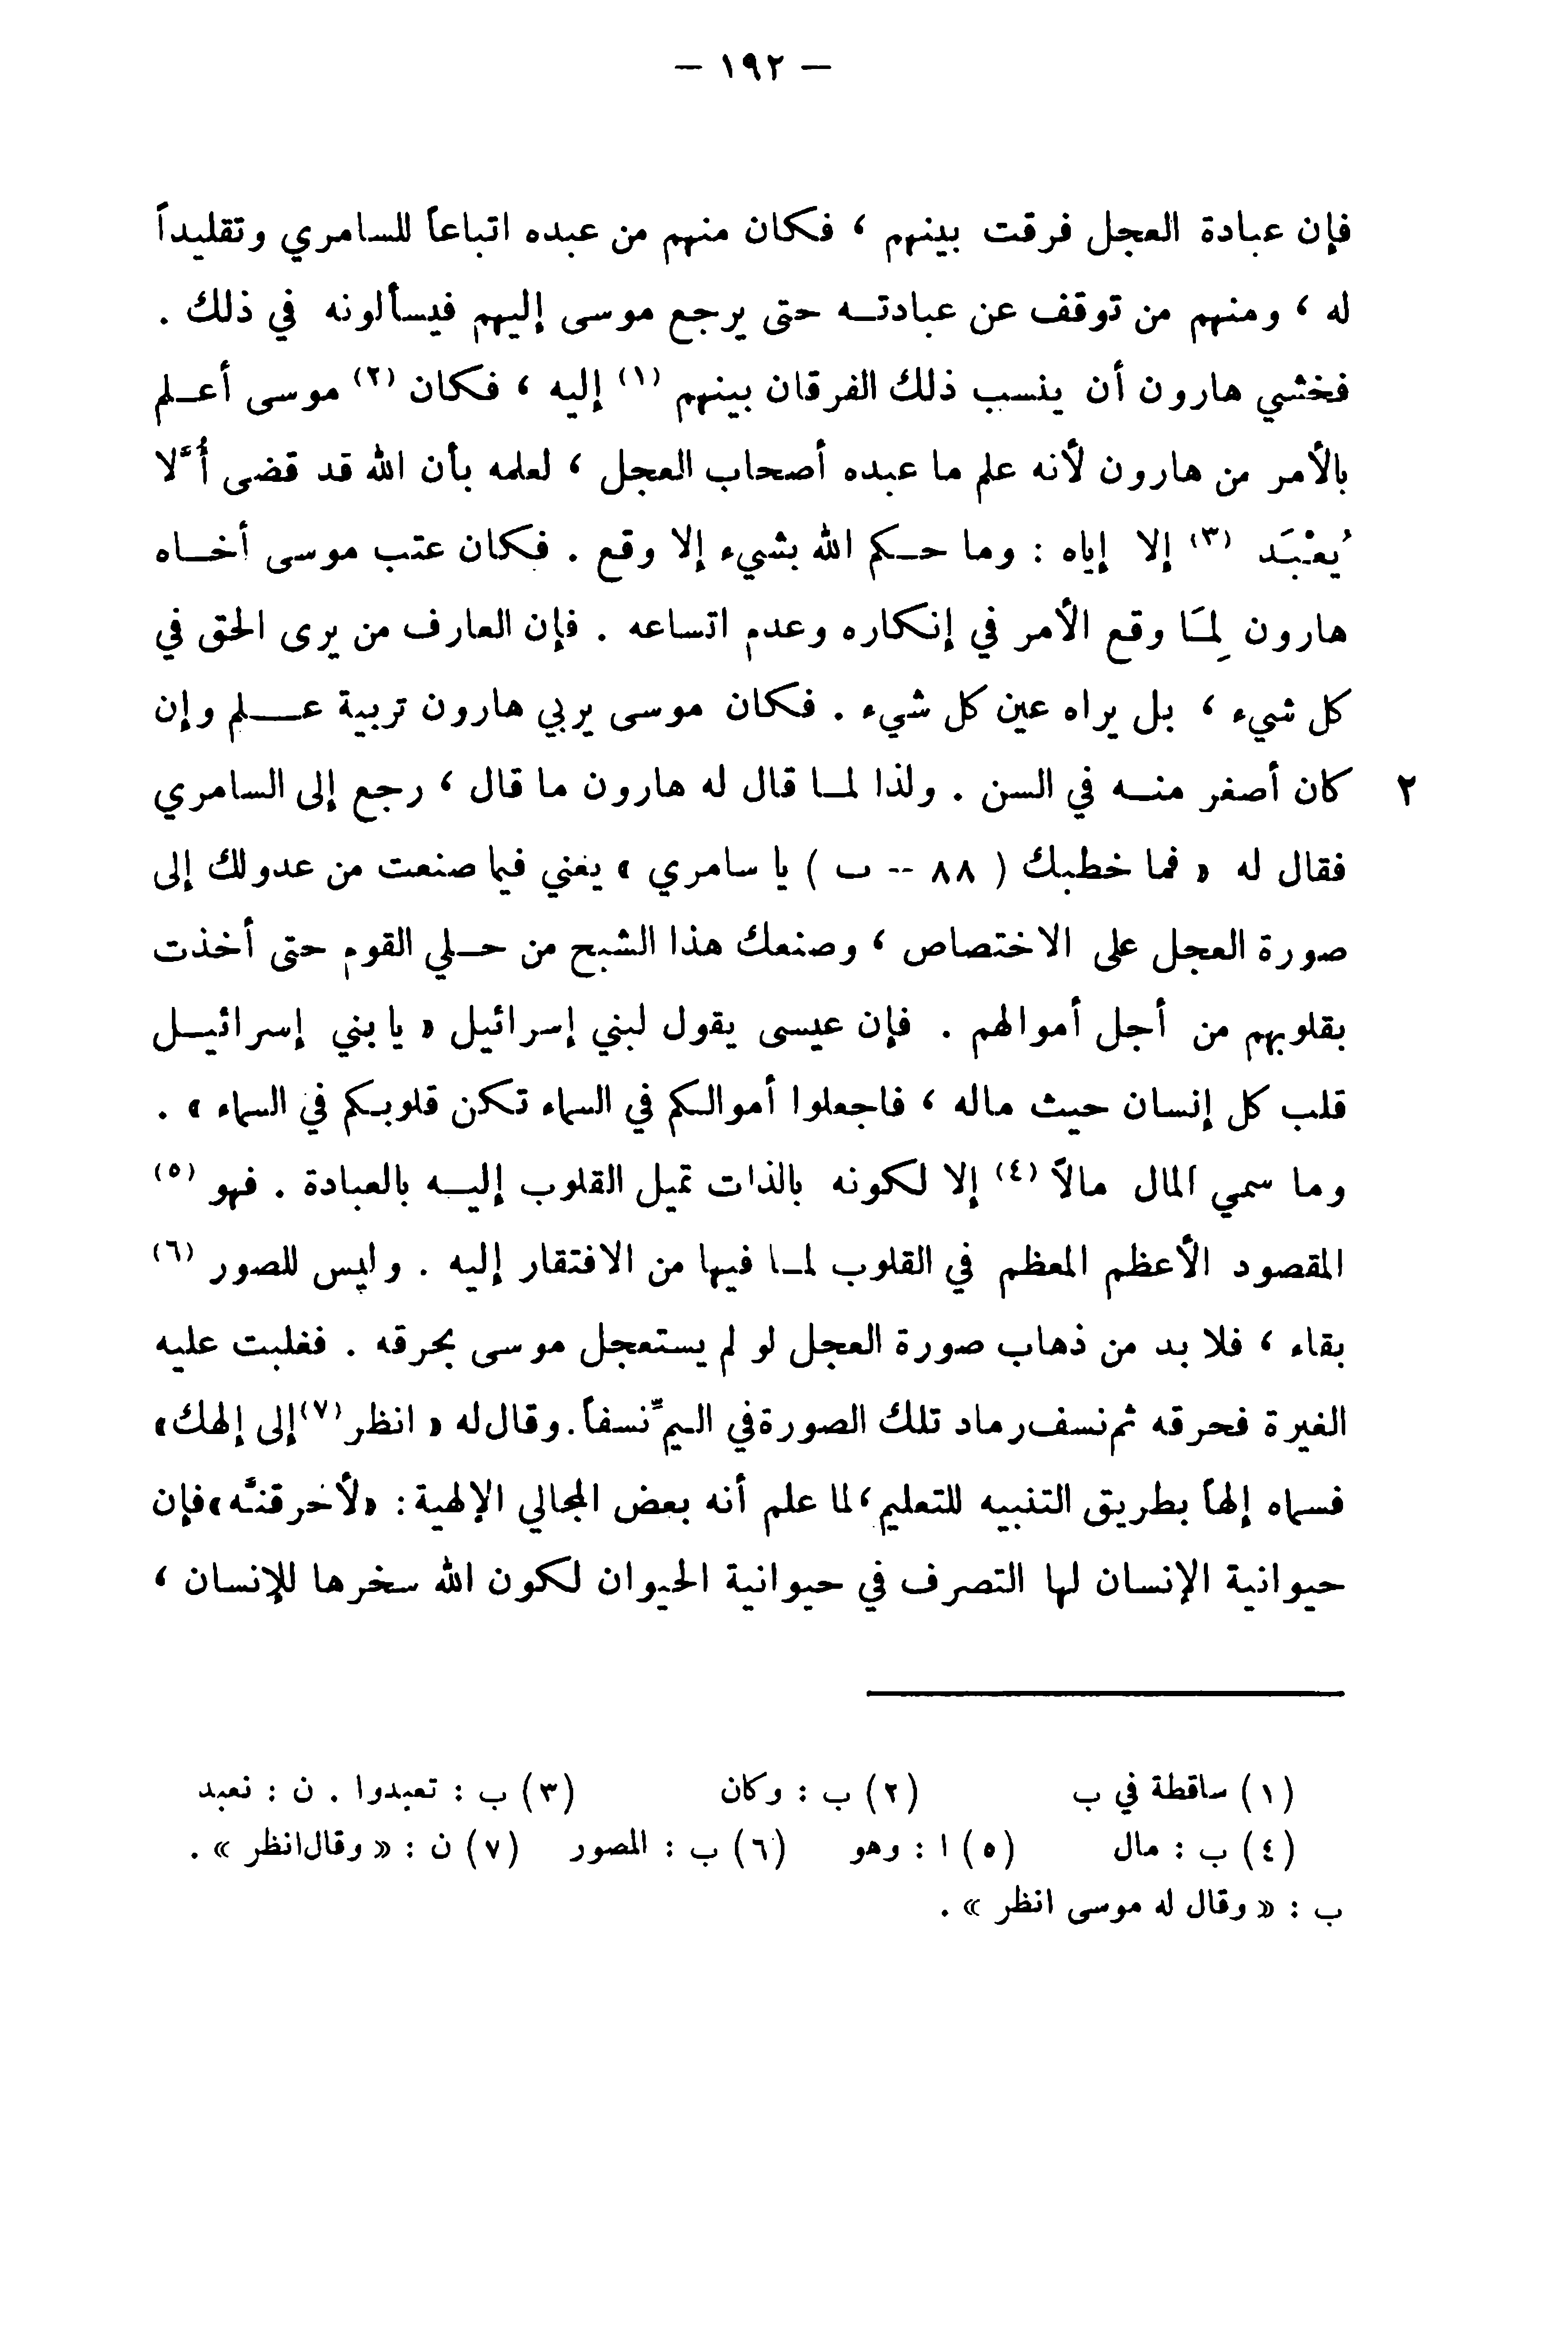 — ١٩٢ —
فإن عبادة العجل فرقت بينهم ، فكان منهم من عبده اتباعاً للسامري وتقليداً
له ، ومنهم من توقف عن عبادتـه حتى يرجع موسى إليهم فيسألونه في ذلك .
فخشي هارون أن ينسب ذلك الفرقان بينهم (١) إليه ، فكان (٢) موسى أعـلم
بالأمر من هارون لأنه علم ما عبده أصحاب العجل ، لعلمه بأن الله قد قضى ألَّا
يُعْبَد (٣) إلا إياه : وما حـكم الله بشيء إلا وقع . فكان عتب موسى أخـاه
هارون لِمَا وقع الأمر في إنكاره وعدم اتساعه . فإن العارف من يرى الحق في
كل شيء ، بل يراه عين كل شيء . فكان موسى يربي هارون تربية عـلم وإن
٢ كان أصغر منـه في السن . ولذا لمـا قال له هارون ما قال ، رجع إلى السامري
فقال له « فما خطبك ( ٨٨ -- ب ) يا سامري » يعني فيما صنعت من عدولك إلى
صورة العجل على الاختصاص ، وصنعك هذا الشبح من حـلي القوم حتى أخذت
بقلوبهم من أجل أموالهم . فإن عيسى يقول لبني إسرائيل « يا بني إسرائيـل
قلب كل إنسان حيث ماله ، فاجعلوا أموالكم في السماء تكن قلوبكم في السماء » .
وما سمي المال مالاً (٤) إلا لكونه بالذات تميل القلوب إليـه بالعبادة . فهو (٥)
المقصود الأعظم المعظم في القلوب لمـا فيها من الافتقار إليه . وليس للصور (٦)
بقاء ، فلا بد من ذهاب صورة العجل لو لم يستعجل موسى بحرقه . فغلبت عليه
الغيرة فحرقه ثم نسف رماد تلك الصورة في اليمِّ نسفاً . وقال له « انظر (٧) إلى إلهك »
فسماه إلهاً بطريق التنبيه للتعليم ، لما علم أنه بعض المجالي الإلهية : « لأحرقنَّه » فإن
حيوانية الإنسان لها التصرف في حيوانية الحيوان لكون الله سخرها للإنسان ،
(١) ساقطة في ب (٢) ب : وكان (٣) ب : تعبدوا . ن : نعبد
(٤) ب : مال (٥) ا : وهو (٦) ب : المصور (٧) ن : « وقال انظر » .
ب : « وقال له موسى انظر » .